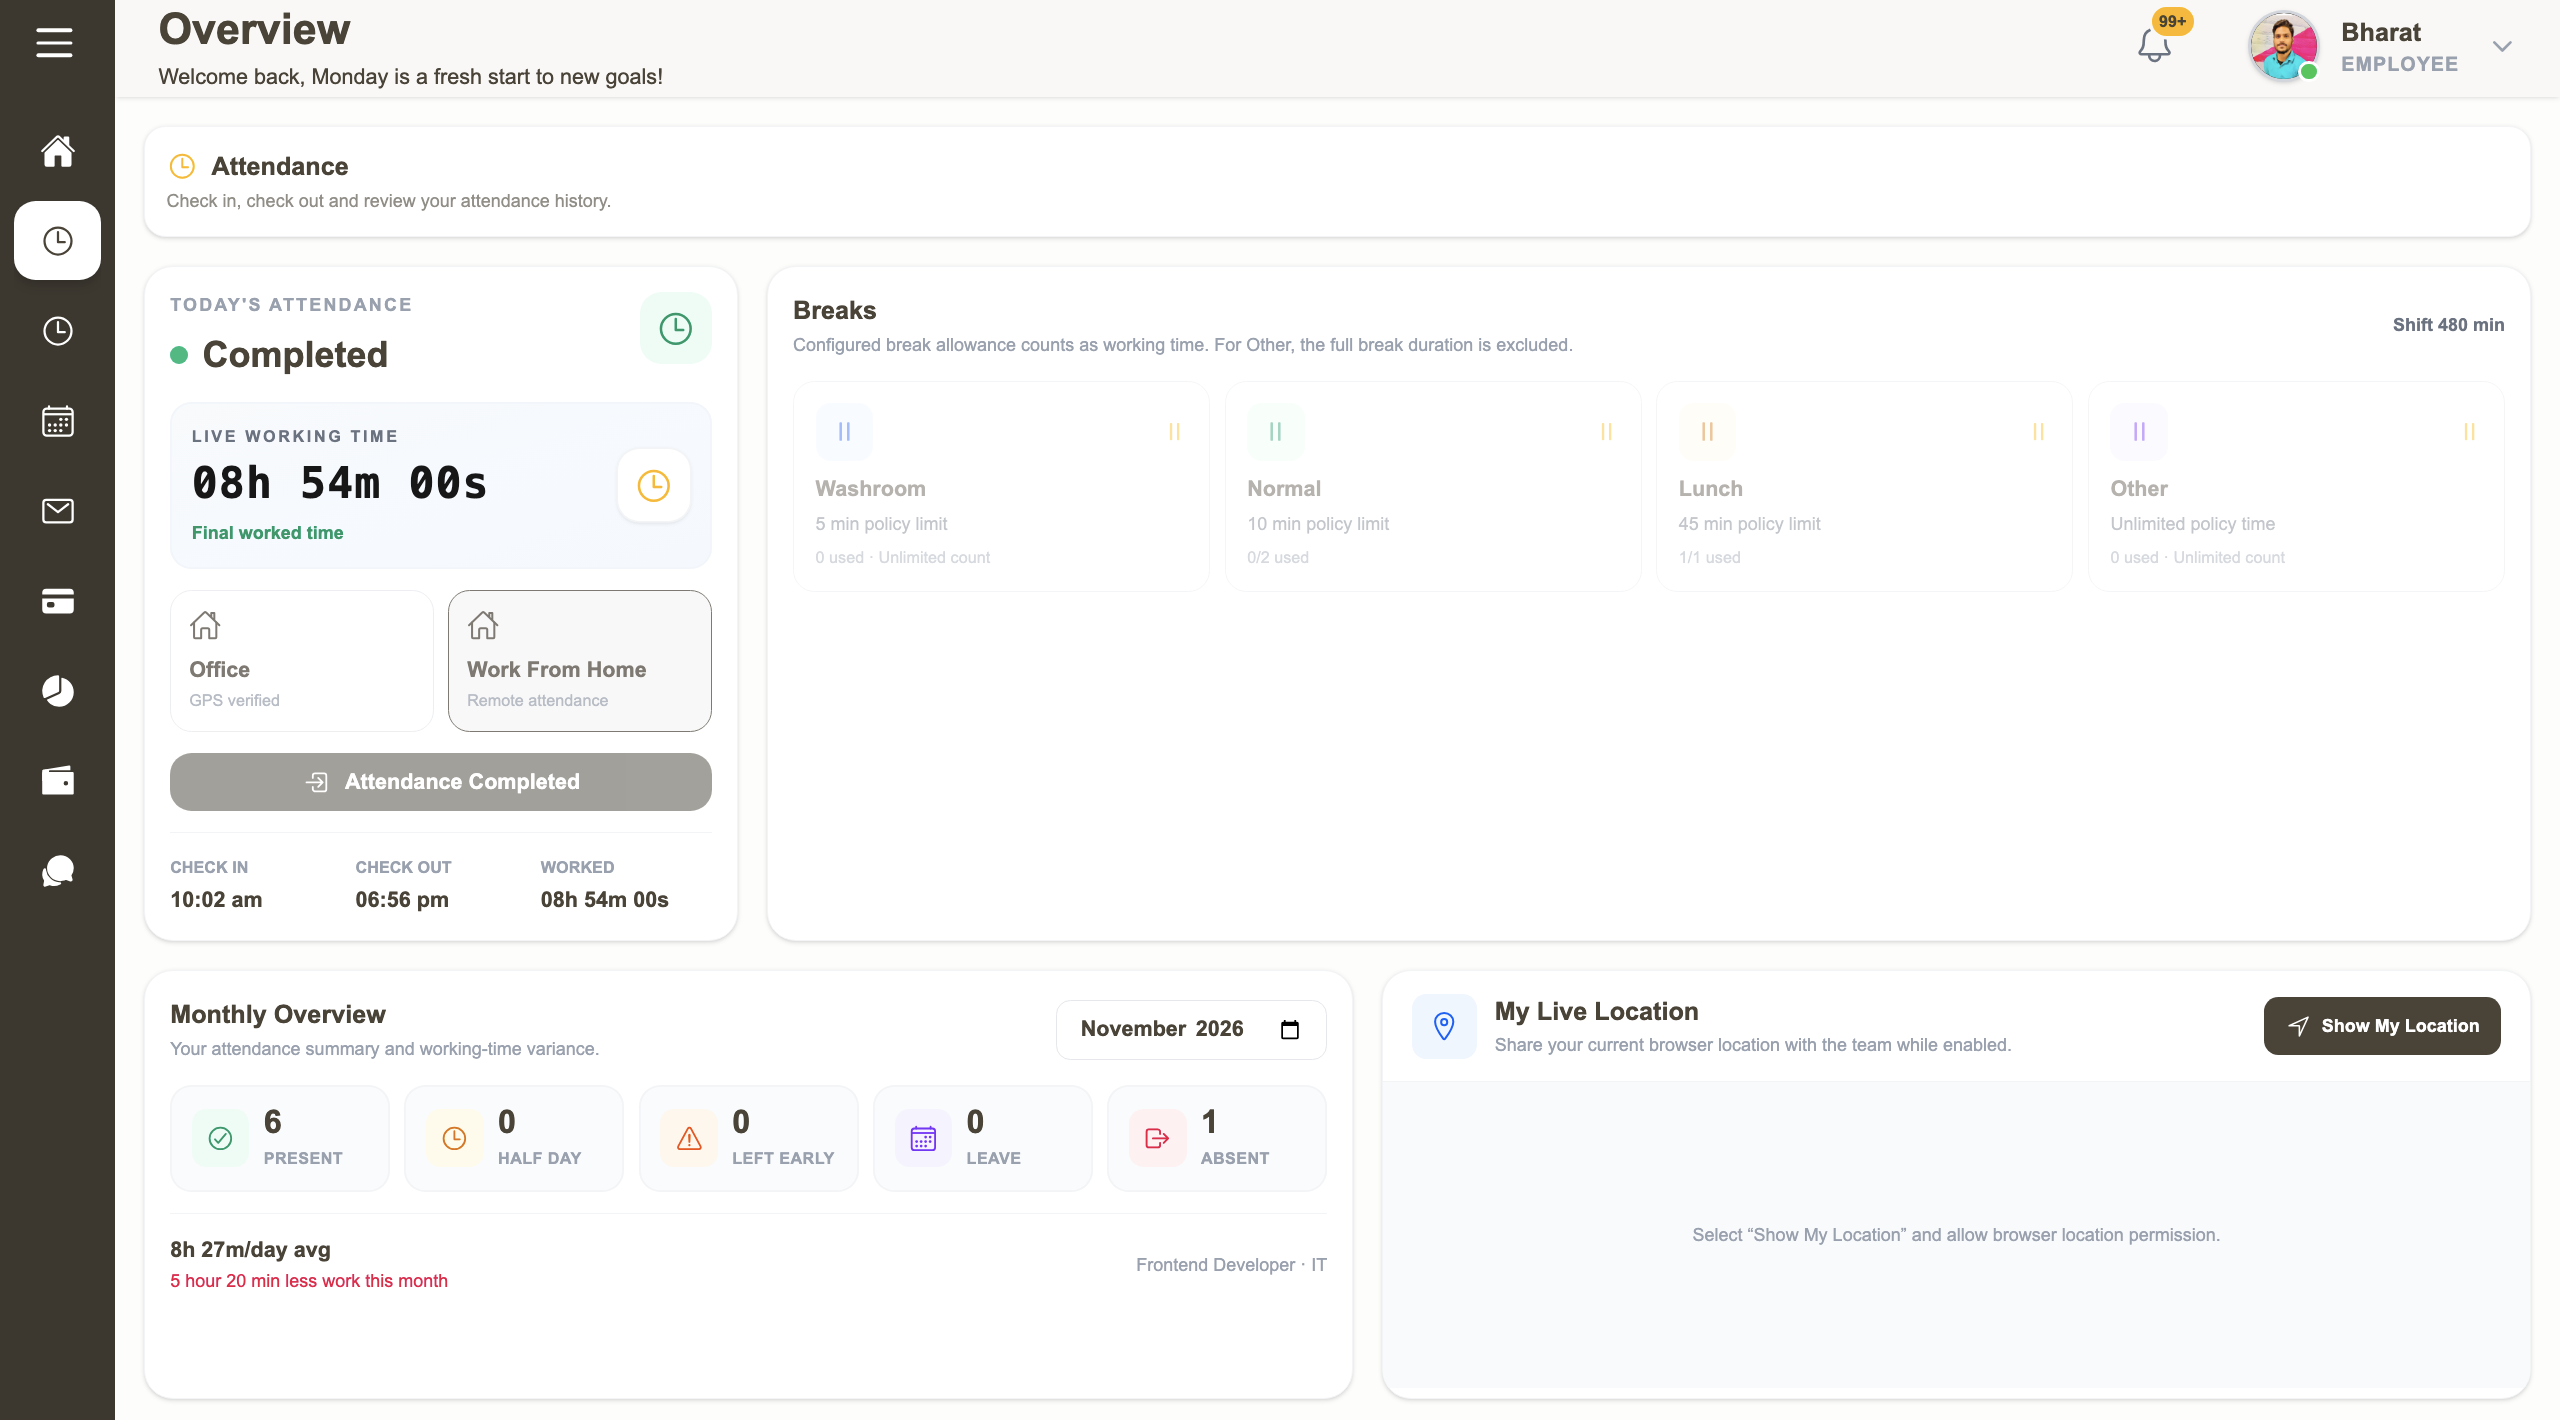 Overview
Welcome back, Monday is a fresh start to new goals!
99+
Bharat
EMPLOYEE
Attendance
Check in, check out and review your attendance history.
TODAY'S ATTENDANCE
Completed
LIVE WORKING TIME
08h 54m 00s
Final worked time
Office
GPS verified
Work From Home
Remote attendance
Attendance Completed
CHECK IN
10:02 am
CHECK OUT
06:56 pm
WORKED
08h 54m 00s
Breaks
Configured break allowance counts as working time. For Other, the full break duration is excluded.
Shift 480 min
Washroom
5 min policy limit
0 used · Unlimited count
Normal
10 min policy limit
0/2 used
Lunch
45 min policy limit
1/1 used
Other
Unlimited policy time
0 used · Unlimited count
Monthly Overview
Your attendance summary and working-time variance.
November 2026
6
PRESENT
0
HALF DAY
0
LEFT EARLY
0
LEAVE
1
ABSENT
8h 27m/day avg
5 hour 20 min less work this month
Frontend Developer · IT
My Live Location
Share your current browser location with the team while enabled.
Show My Location
Select “Show My Location” and allow browser location permission.